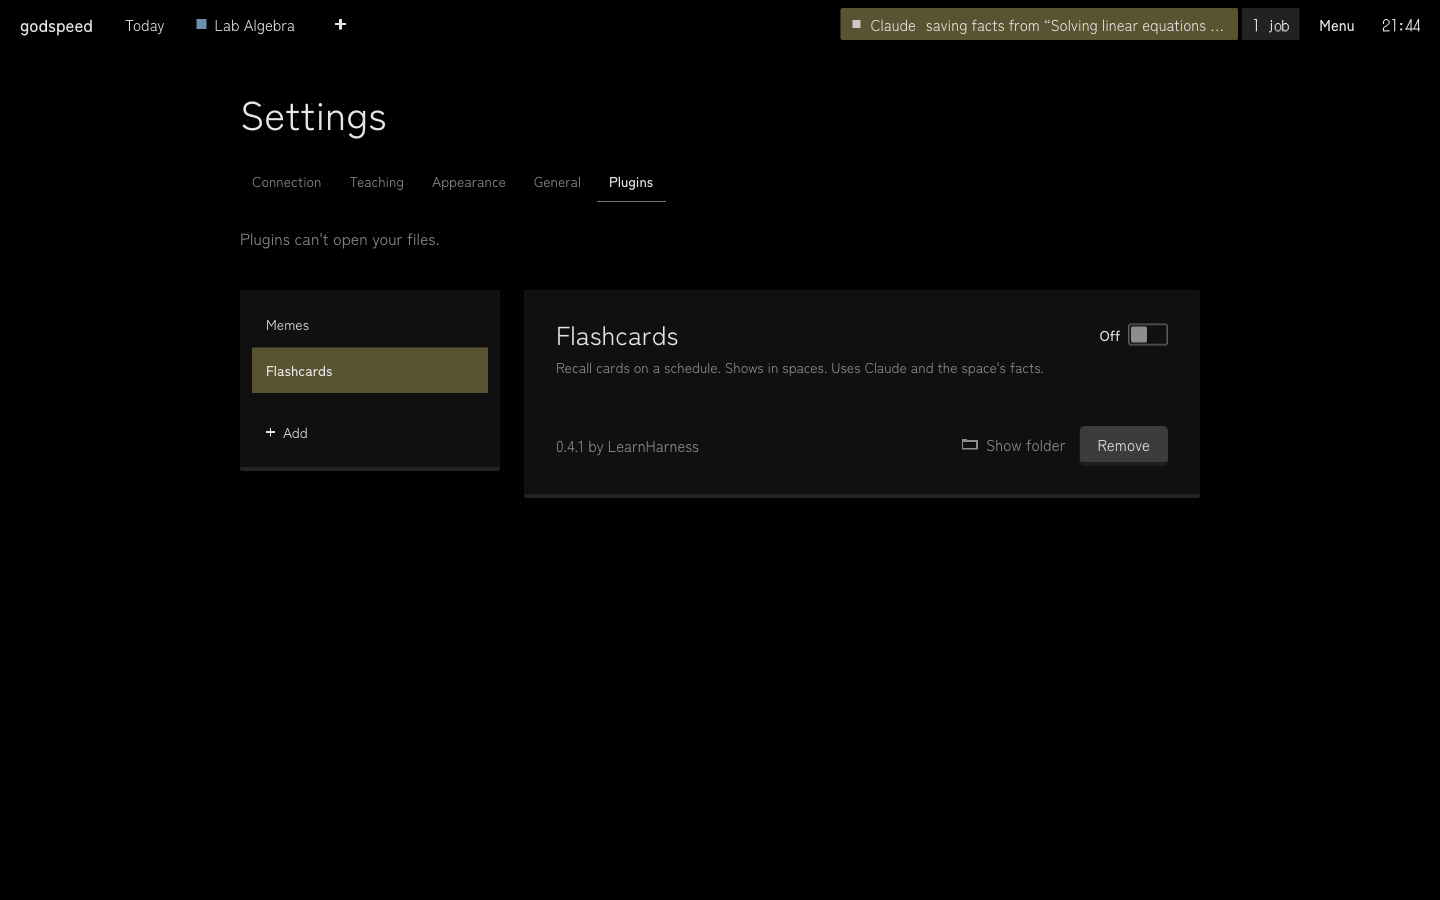 godspeed Today Lab Algebra + Claude saving facts from “Solving linear equations ... 1 job Menu 21:44
Settings
Connection Teaching Appearance General Plugins
Plugins can't open your files.
Memes
Flashcards
+ Add
Flashcards Off
Recall cards on a schedule. Shows in spaces. Uses Claude and the space's facts.
0.4.1 by LearnHarness Show folder Remove